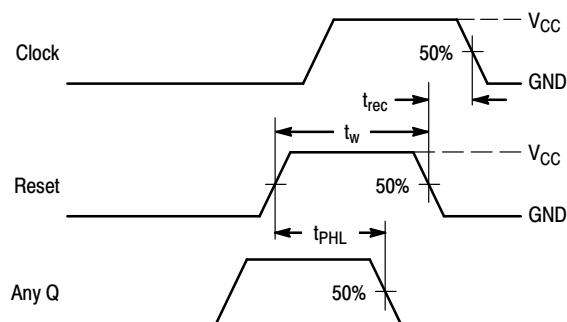 V_CC
Clock 50%
GND
t_rec
t_w
V_CC
Reset 50%
GND
t_PHL
Any Q 50%